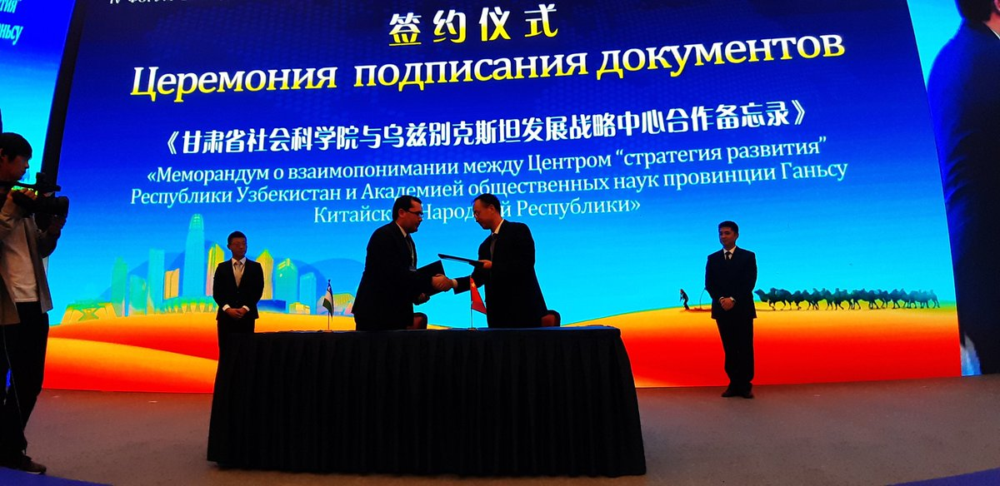 签约仪式
Церемония подписания документов
《甘肃省社会科学院与乌兹别克斯坦发展战略中心合作备忘录》
«Меморандум о взаимопонимании между Центром “стратегия развития”
Республики Узбекистан и Академией общественных наук провинции Ганьсу
Республики»